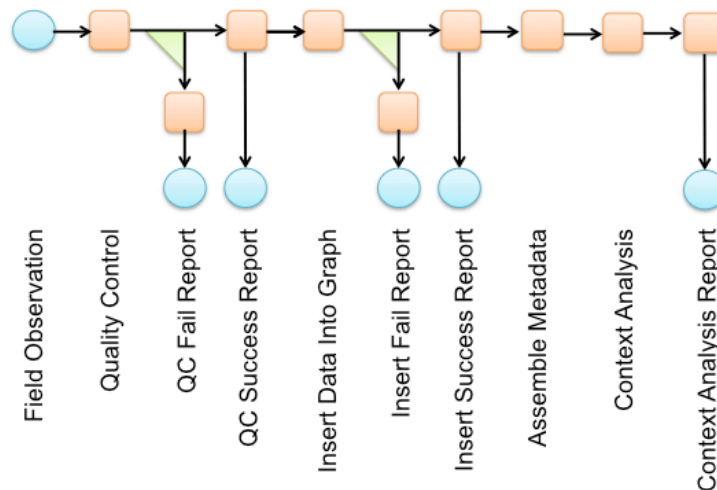 Field Observation
Quality Control
QC Fail Report
QC Success Report
Insert Data Into Graph
Insert Fail Report
Insert Success Report
Assemble Metadata
Context Analysis
Context Analysis Report